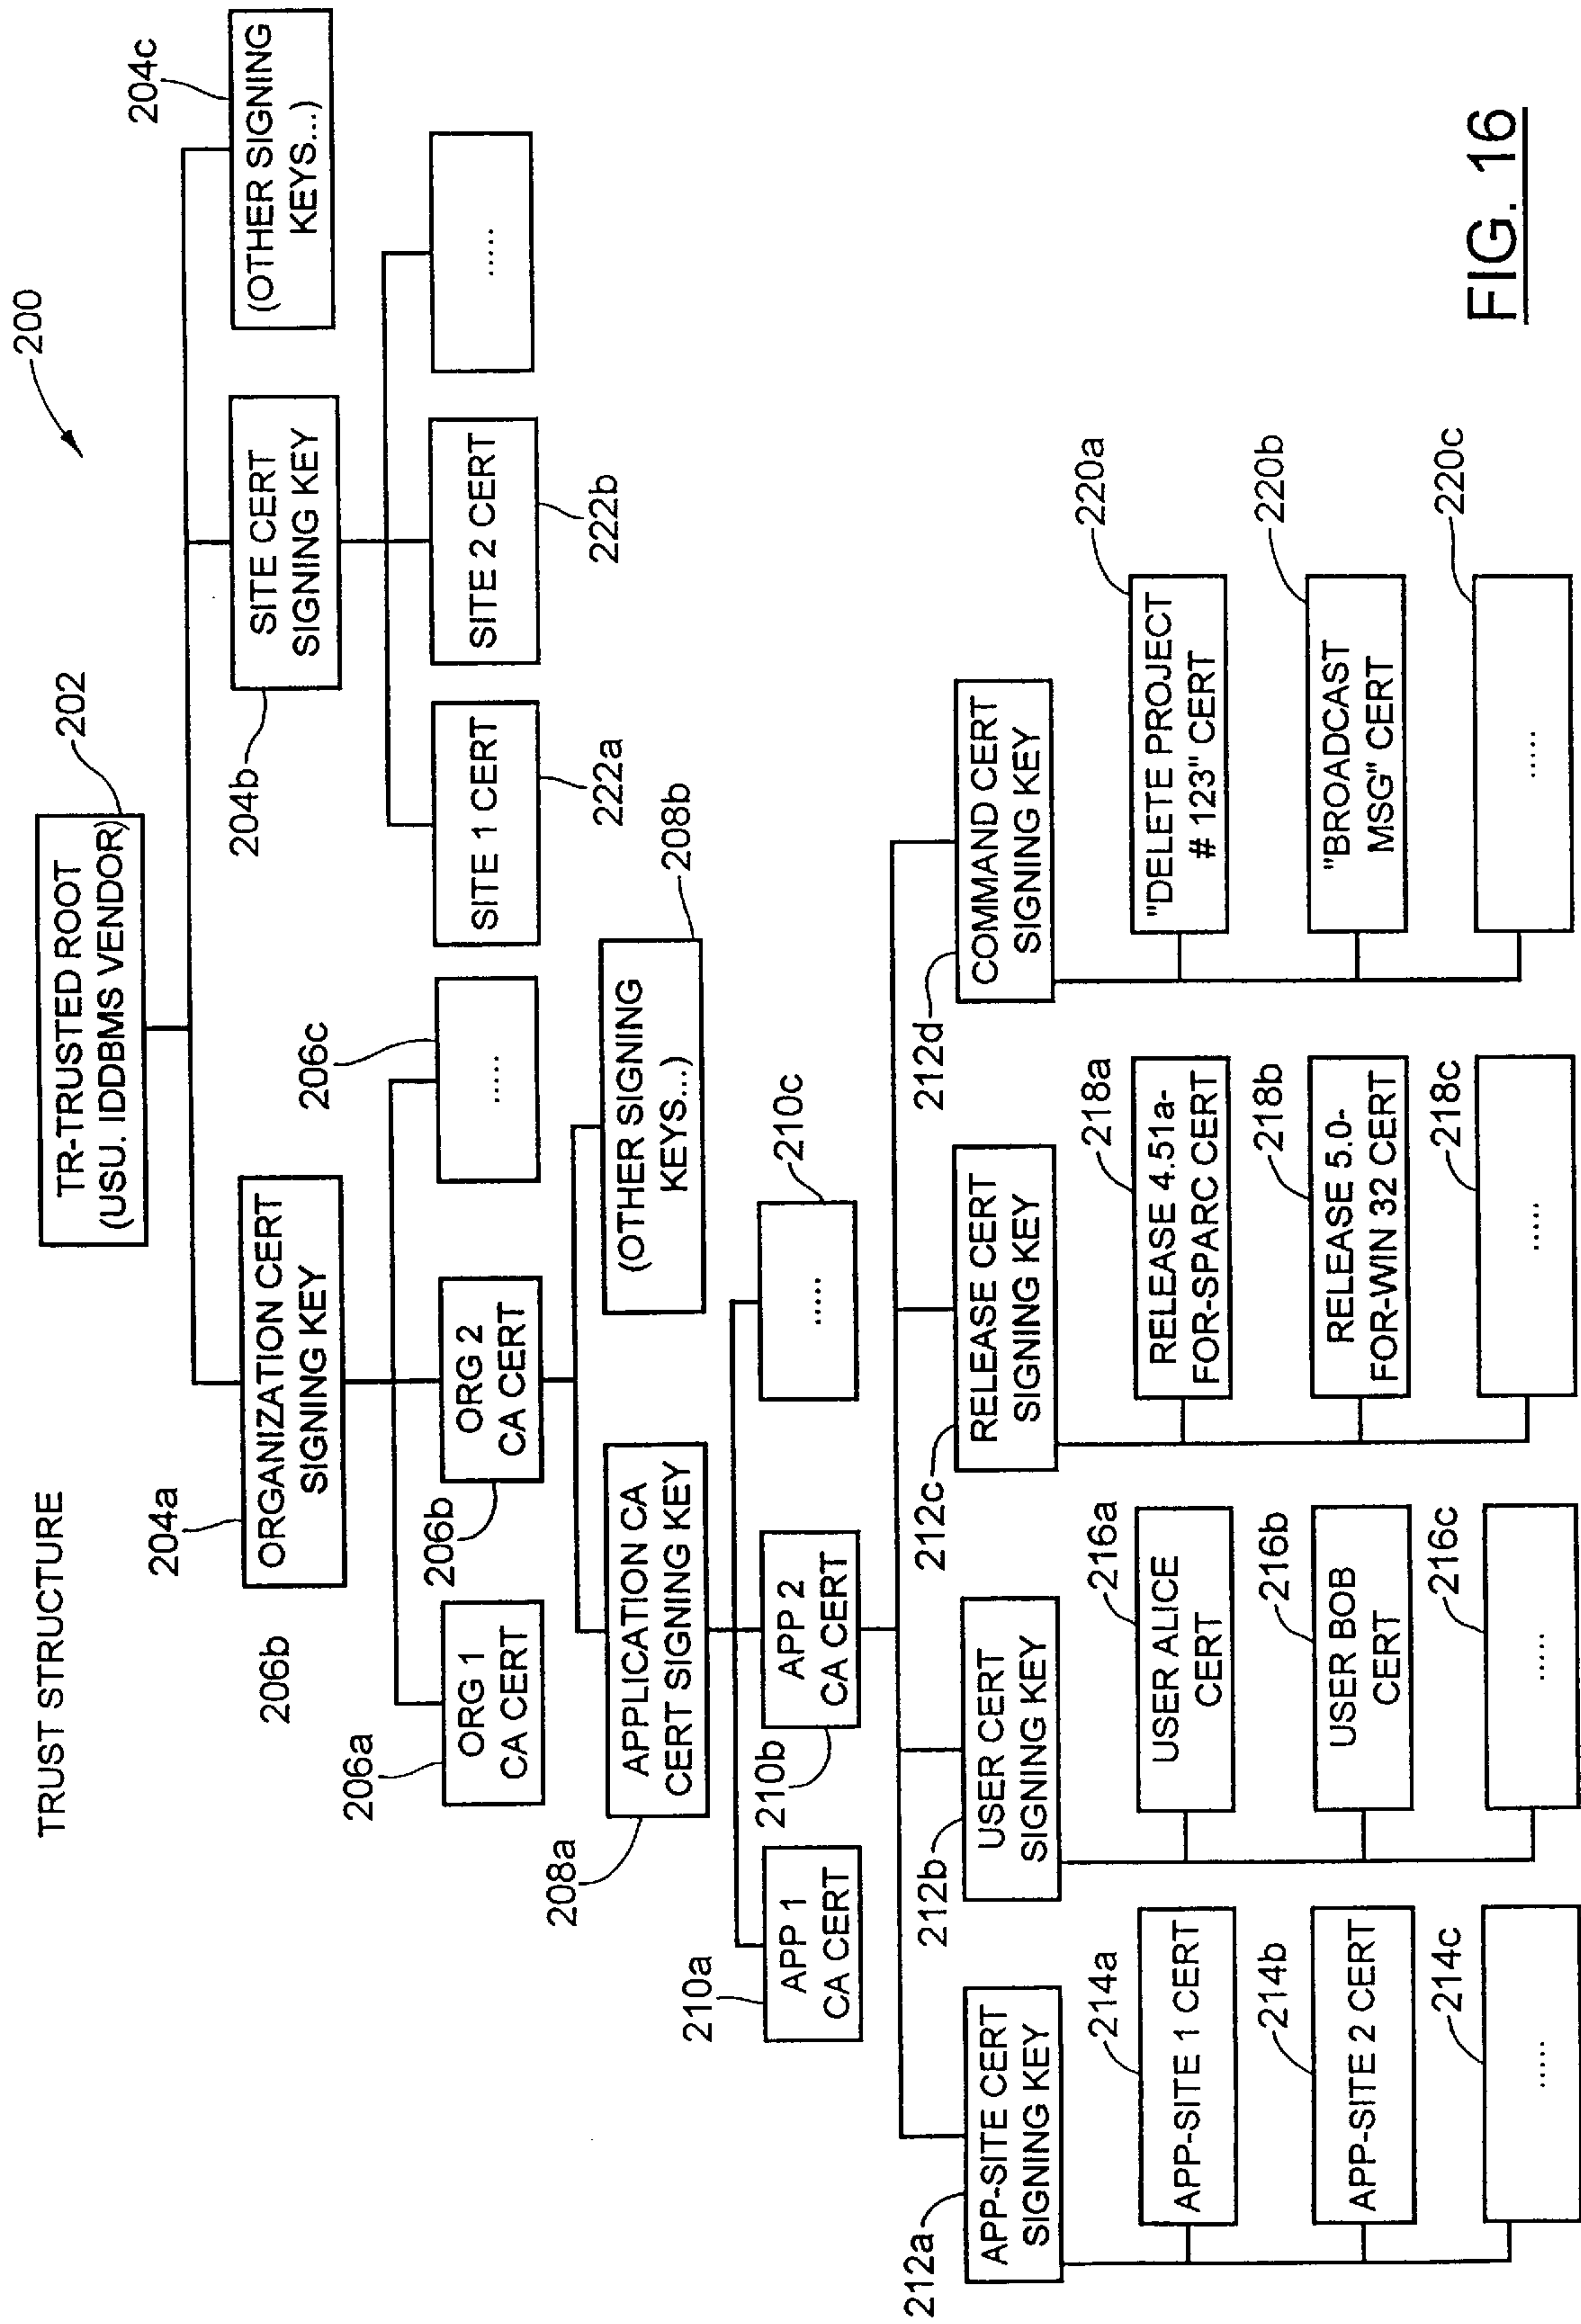 TRUST STRUCTURE
200
TR-TRUSTED ROOT
(USU. IDDBMS VENDOR)
202
204a
ORGANIZATION CERT
SIGNING KEY
204b
SITE CERT
SIGNING KEY
204c
(OTHER SIGNING
KEYS...)
206b
206a
ORG 1
CA CERT
206b
ORG 2
CA CERT
206c
.....
SITE 1 CERT
222a
SITE 2 CERT
222b
.....
208a
APPLICATION CA
CERT SIGNING KEY
(OTHER SIGNING
KEYS...)
208b
210a
APP 1
CA CERT
210b
APP 2
CA CERT
210c
.....
212a
APP-SITE CERT
SIGNING KEY
212b
USER CERT
SIGNING KEY
212c
RELEASE CERT
SIGNING KEY
212d
COMMAND CERT
SIGNING KEY
214a
APP-SITE 1 CERT
214b
APP-SITE 2 CERT
214c
.....
216a
USER ALICE
CERT
216b
USER BOB
CERT
216c
.....
218a
RELEASE 4.51a-
FOR-SPARC CERT
218b
RELEASE 5.0-
FOR-WIN 32 CERT
218c
.....
220a
"DELETE PROJECT
# 123" CERT
220b
"BROADCAST
MSG" CERT
220c
.....
FIG. 16